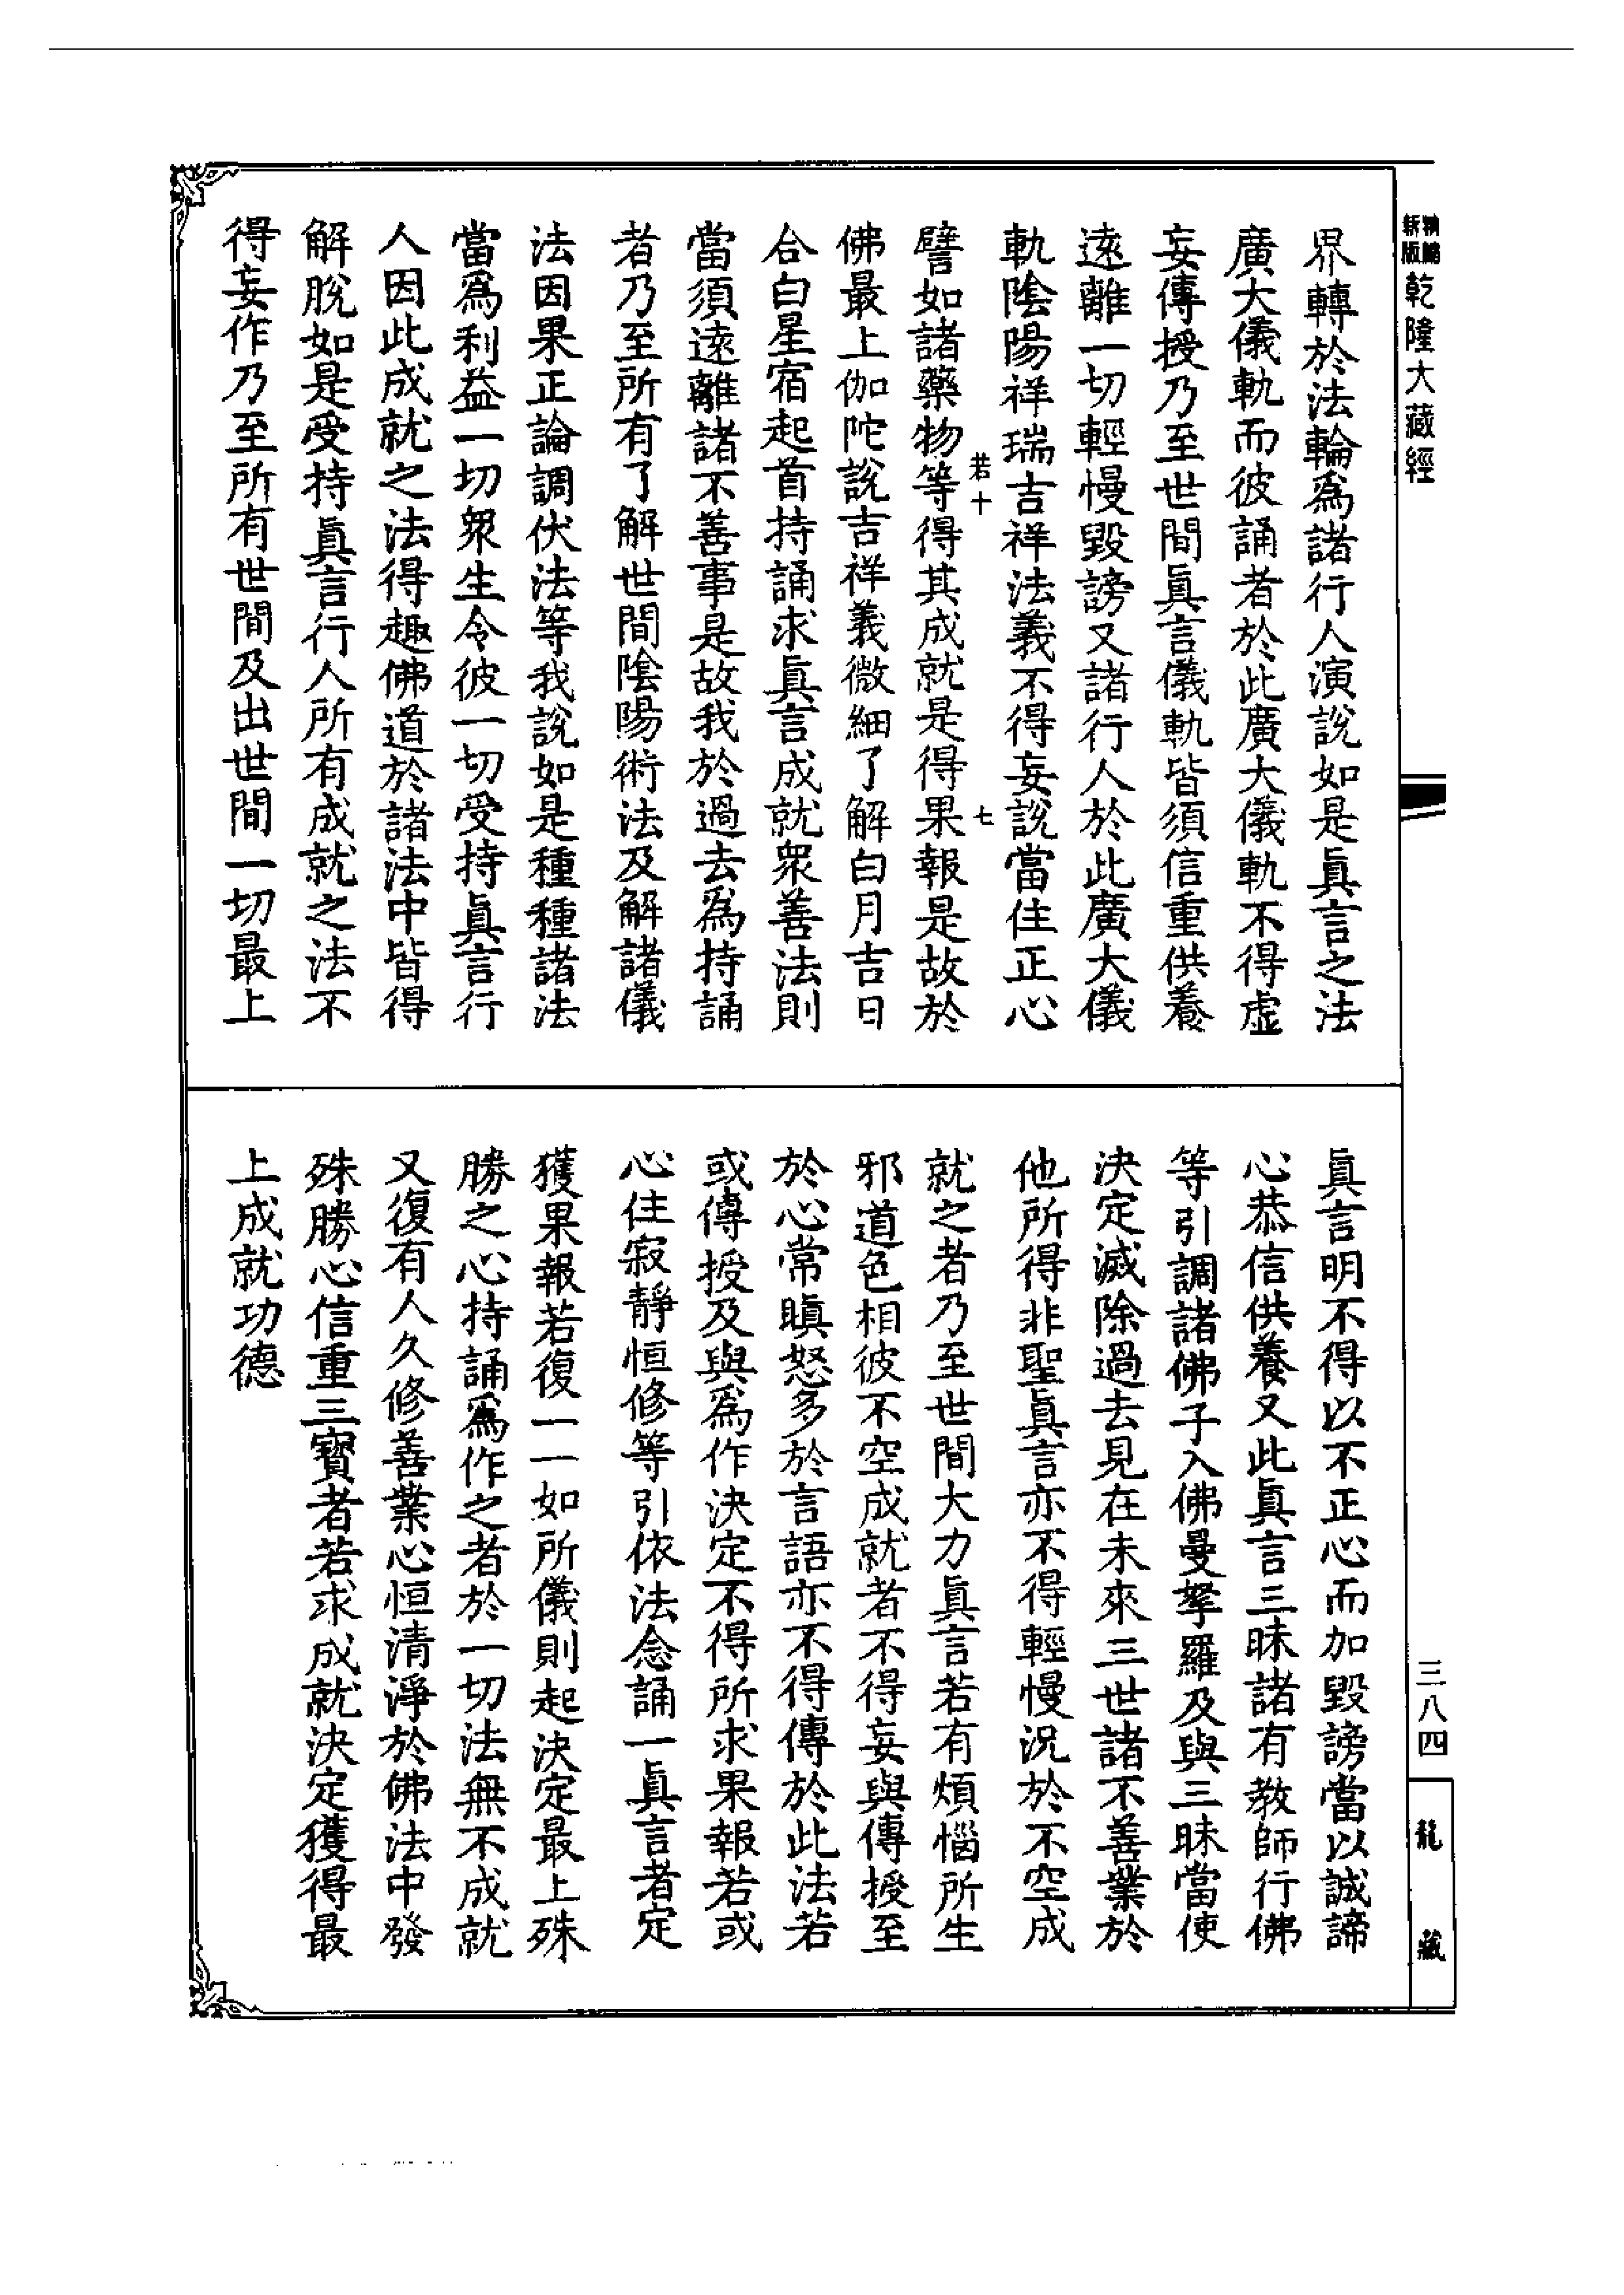 新版
精縮
乾隆大藏經
界轉於法輪爲諸行人演說如是眞言之法
廣大儀軌而彼誦者於此廣大儀軌不得虛
妄傳授乃至世間眞言儀軌皆須信重供養
遠離一切輕慢毀謗又諸行人於此廣大儀
軌陰陽祥瑞吉祥法義不得妄說當住正心
若十
七
譬如諸藥物等得其成就是得果報是故於
佛最上伽陀說吉祥義微細了解白月吉日
合白星宿起首持誦求眞言成就衆善法則
當須遠離諸不善事是故我於過去爲持誦
者乃至所有了解世間陰陽術法及解諸儀
法因果正論調伏法等我說如是種種諸法
當爲利益一切衆生令彼一切受持眞言行
人因此成就之法得趣佛道於諸法中皆得
解脫如是受持眞言行人所有成就之法不
得妄作乃至所有世間及出世間一切最上
眞言明不得以不正心而加毀謗當以誠諦
心恭信供養又此眞言三昧諸有教師行佛
等引調諸佛子入佛曼拏羅及與三昧當使
決定滅除過去見在未來三世諸不善業於
他所得非聖眞言亦不得輕慢況於不空成
就之者乃至世間大力眞言若有煩惱所生
邪道色相彼不空成就者不得妄與傳授至
於心常瞋怒多於言語亦不得傳於此法若
或傳授及與爲作決定不得所求果報若或
心住寂靜恒修等引依法念誦一眞言者定
獲果報若復一一如所儀則起決定最上殊
勝之心持誦爲作之者於一切法無不成就
又復有人久修善業心恒清淨於佛法中發
殊勝心信重三寶者若求成就決定獲得最
上成就功德
三八四
龍藏